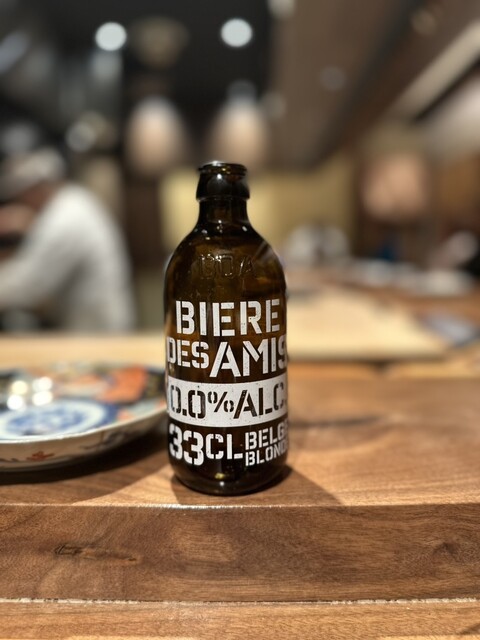 BIERE
DES AMIS
0.0%/ALC.
33CL BELG
BLOND